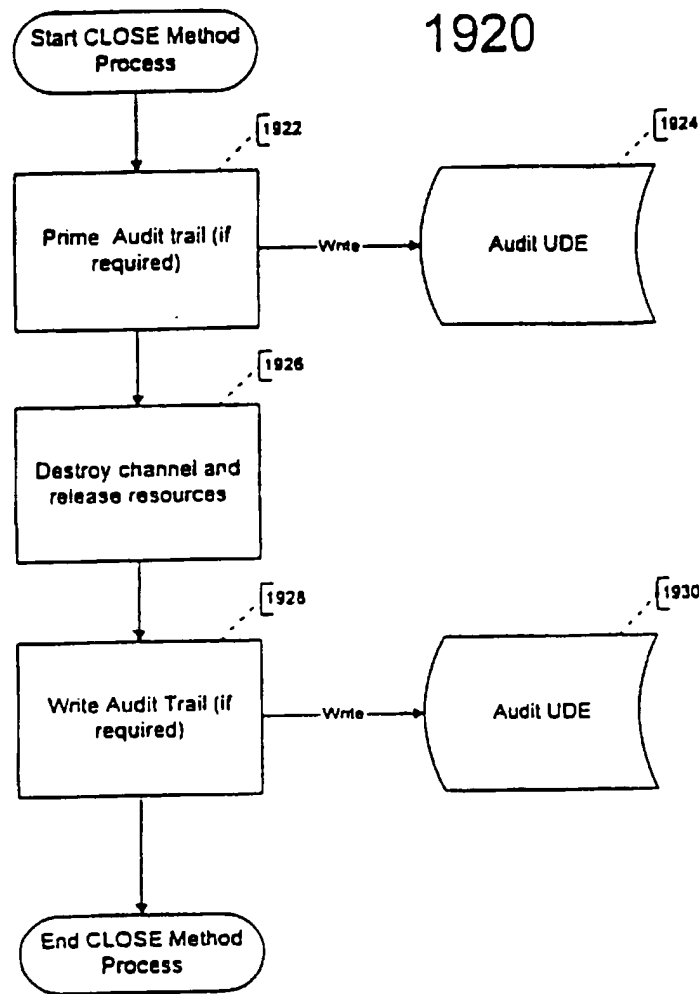 1920
Start CLOSE Method
Process
1922
1924
Prime Audit trail (if
required)
Write
Audit UDE
1926
Destroy channel and
release resources
1928
1930
Write Audit Trail (if
required)
Write
Audit UDE
End CLOSE Method
Process